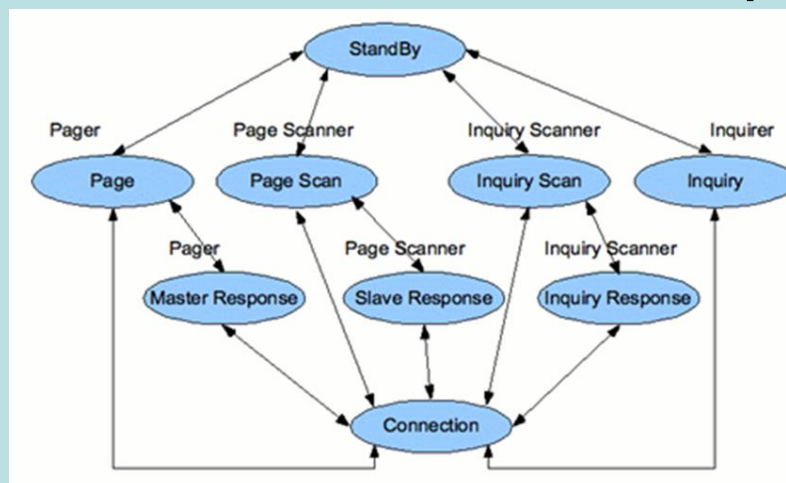 StandBy
Pager
Page Scanner
Inquiry Scanner
Inquirer
Page
Page Scan
Inquiry Scan
Inquiry
Pager
Page Scanner
Inquiry Scanner
Master Response
Slave Response
Inquiry Response
Connection